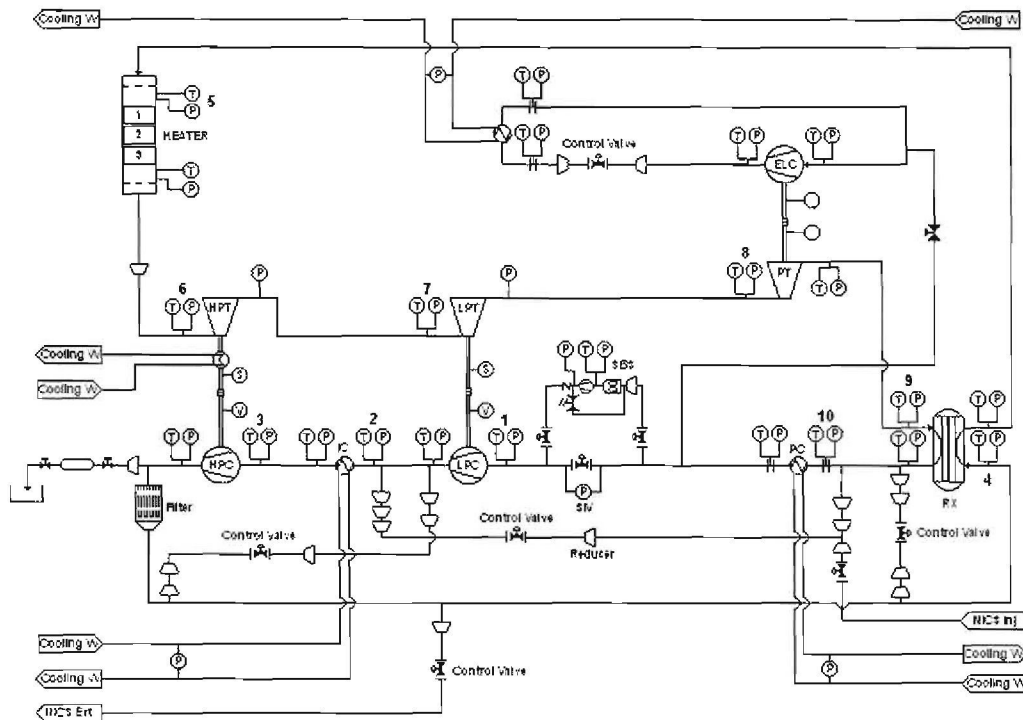 Cooling W
Cooling W
P
T P
T
5
P
1
2
HEATER
3
T P
Control Valve
T P
T P
ELC
T
P
8
T P
PT
T P
6
T P
HPT
P
7
T P
LPT
P
Cooling W
Cooling W
S
V
S
V
P
T P
SBS
9
T P
T P
3
T P
T P
T P
IC
2
T P
T P
1
T P
HPC
LPC
P
SIV
T P
PC
10
T P
T P
T P
4
RX
Filter
Control Valve
Control Valve
Reducer
Control Valve
NICS Inj
Cooling W
P
Cooling W
Control Valve
Cooling W
P
Cooling W
NICS Ext